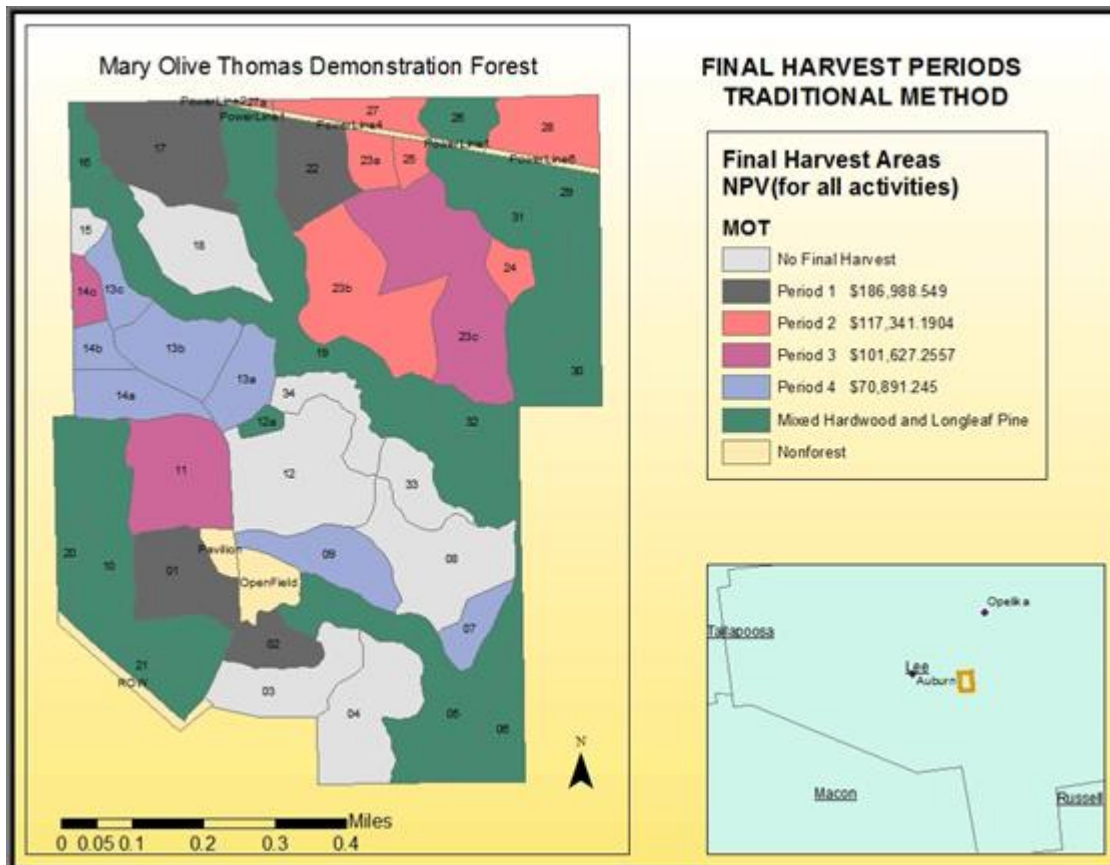 Mary Olive Thomas Demonstration Forest
FINAL HARVEST PERIODS
TRADITIONAL METHOD
Final Harvest Areas
NPV(for all activities)
MOT
No Final Harvest
Period 1 $186,988.549
Period 2 $117,341.1904
Period 3 $101,627.2557
Period 4 $70,891.245
Mixed Hardwood and Longleaf Pine
Nonforest
27
26
28
PowerLine4
PowerLine6
16
17
22
23a
25
29
31
15
18
24
14c
13c
23b
23c
14b
13b
13a
19
30
14a
34
12a
32
11
12
33
20
10
01
Pavilion
09
08
OpenField
07
02
21
ROW
03
04
05
06
N
Miles
0 0.05 0.1 0.2 0.3 0.4
Opelika
Tallapoosa
Lee
Auburn
Macon
Russell